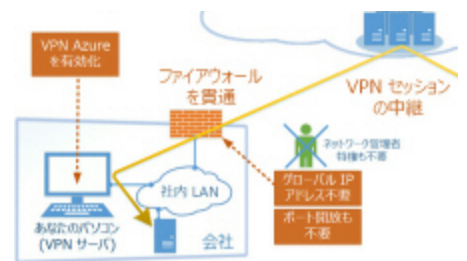 VPN Azure
を有効化
ファイアウォール
を貫通
VPN セッション
の中継
ネットワーク管理者
特権も不要
グローバル IP
アドレス不要
ポート開放も
不要
社内 LAN
あなたのパソコン
(VPN サーバ)
会社